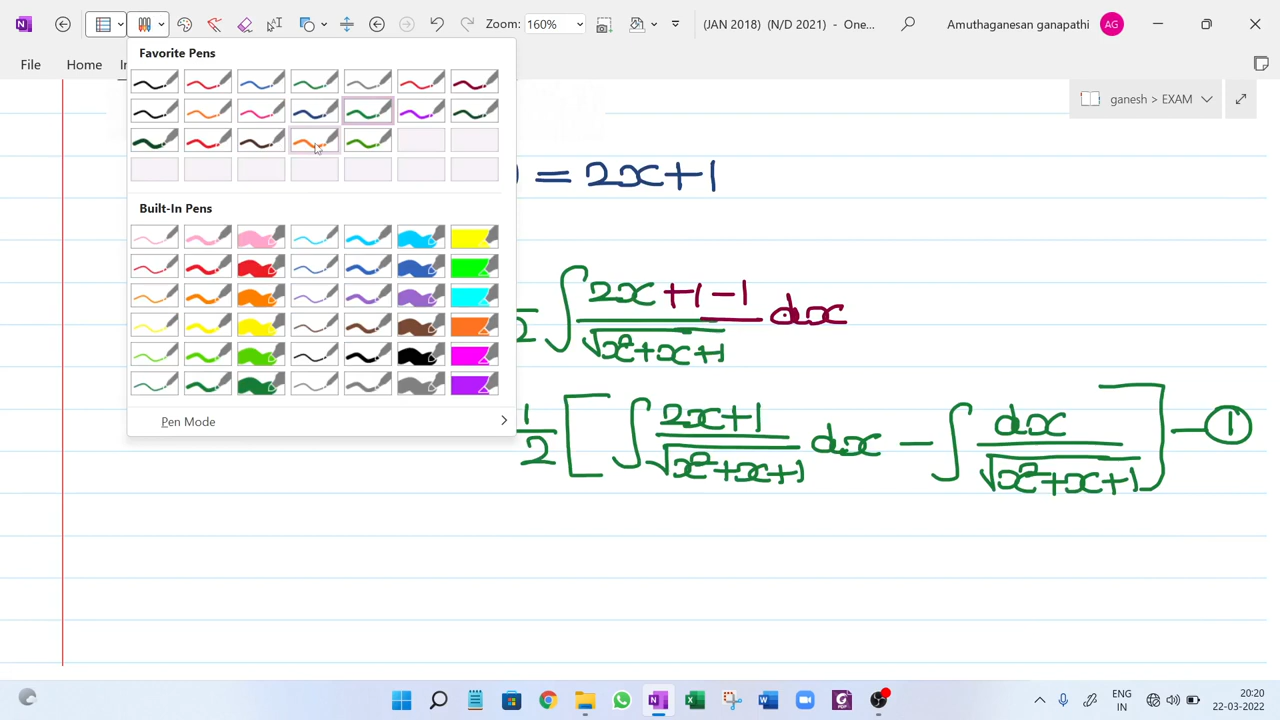 Zoom: 160% (JAN 2018) (N/D 2021) - One... Amuthaganesan ganapathi AG
File Home
ganesh > EXAM
Favorite Pens
Built-In Pens
Pen Mode
= 2x+1
∫ 2x +1 -1 / √x²+x+1 dx
1/2 [ ∫ 2x+1 / √x²+x+1 dx - ∫ dx / √x²+x+1 ] - ①
ENG
IN
20:20
22-03-2022